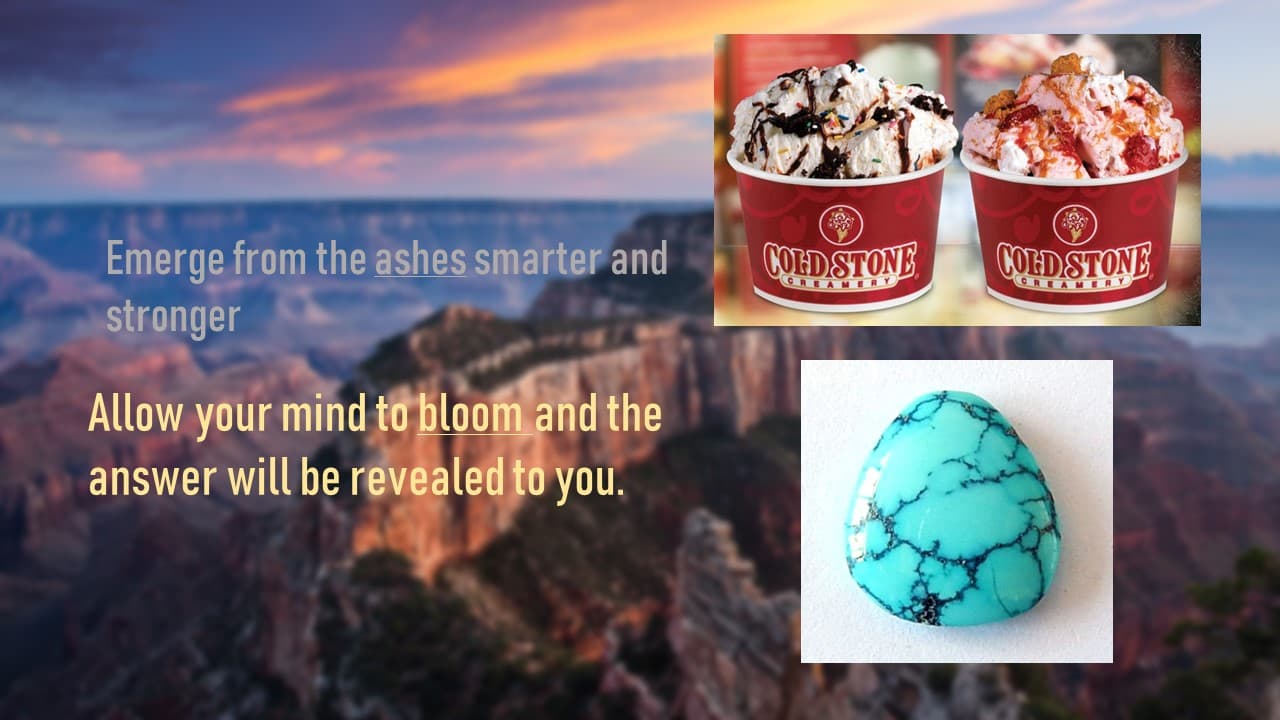 Emerge from the ashes smarter and
stronger
Allow your mind to bloom and the
answer will be revealed to you.
COLD STONE
CREAMERY
COLD STONE
CREAMERY